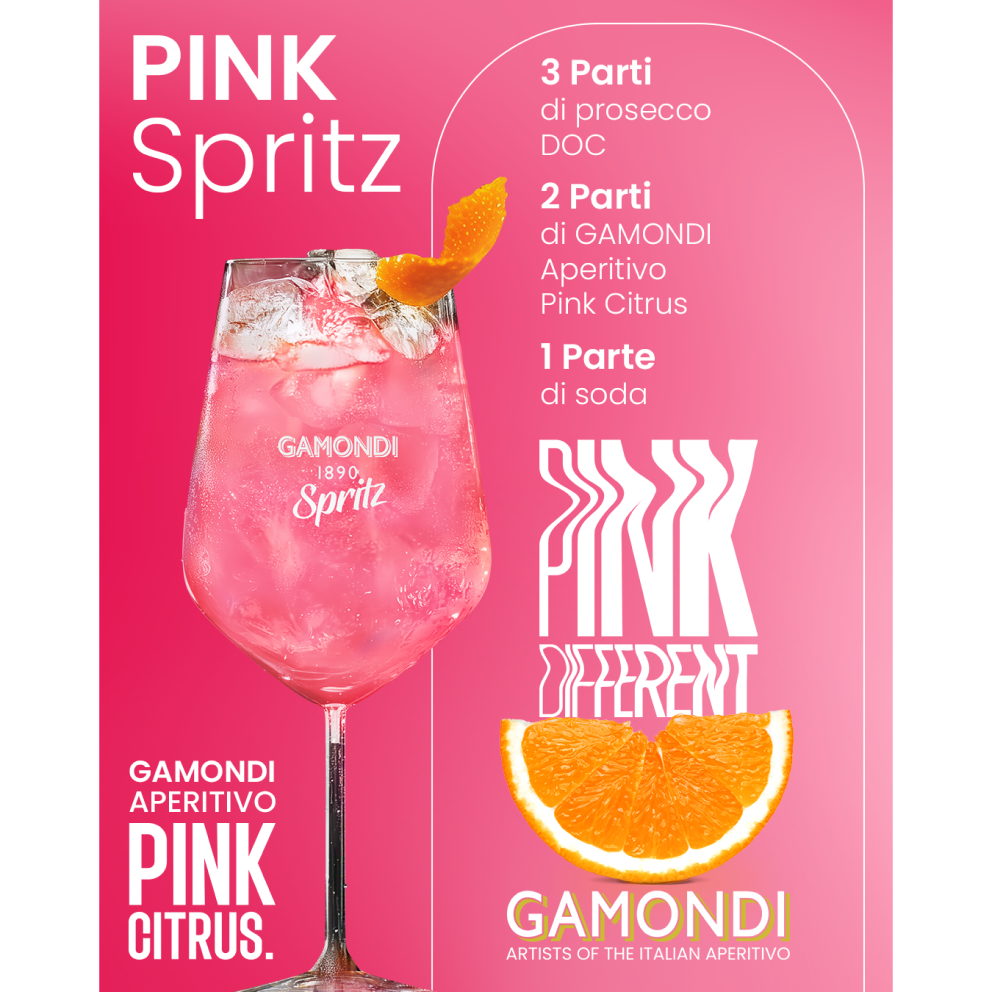 PINK
Spritz
3 Parti
di prosecco
DOC
2 Parti
di GAMONDI
Aperitivo
Pink Citrus
1 Parte
di soda
GAMONDI
1890
Spritz
PINK
DIFFERENT
GAMONDI
APERITIVO
PINK
CITRUS.
GAMONDI
ARTISTS OF THE ITALIAN APERITIVO